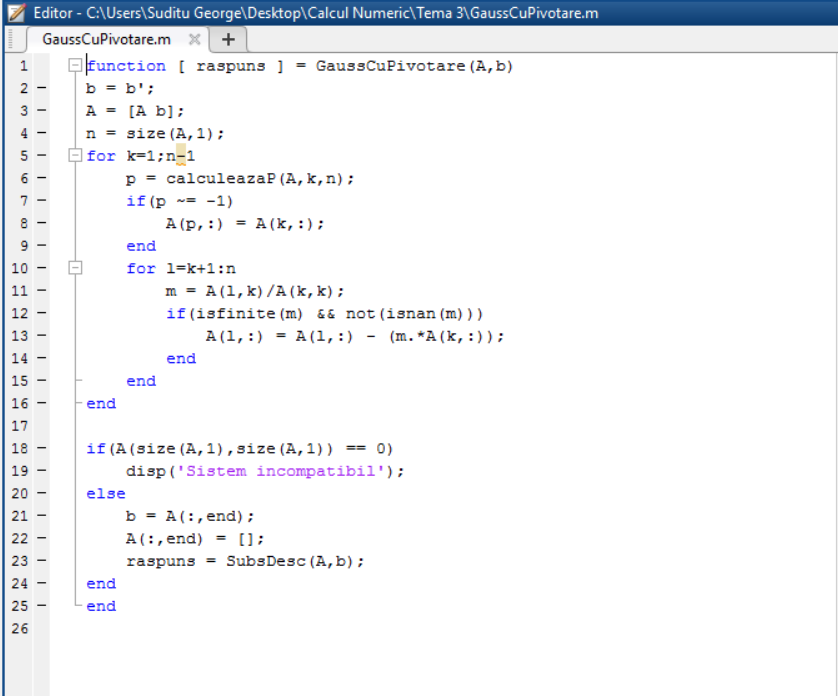 Editor - C:\Users\Suditu George\Desktop\Calcul Numeric\Tema 3\GaussCuPivotare.m
GaussCuPivotare.m × +
1 function [ raspuns ] = GaussCuPivotare(A,b)
2 - b = b';
3 - A = [A b];
4 - n = size(A,1);
5 - for k=1;n-1
6 - p = calculeazaP(A,k,n);
7 - if(p ~= -1)
8 - A(p,:) = A(k,:);
9 - end
10 - for l=k+1:n
11 - m = A(l,k)/A(k,k);
12 - if(isfinite(m) && not(isnan(m)))
13 - A(l,:) = A(l,:) - (m.*A(k,:));
14 - end
15 - end
16 - end
17
18 - if(A(size(A,1),size(A,1)) == 0)
19 - disp('Sistem incompatibil');
20 - else
21 - b = A(:,end);
22 - A(:,end) = [];
23 - raspuns = SubsDesc(A,b);
24 - end
25 - end
26